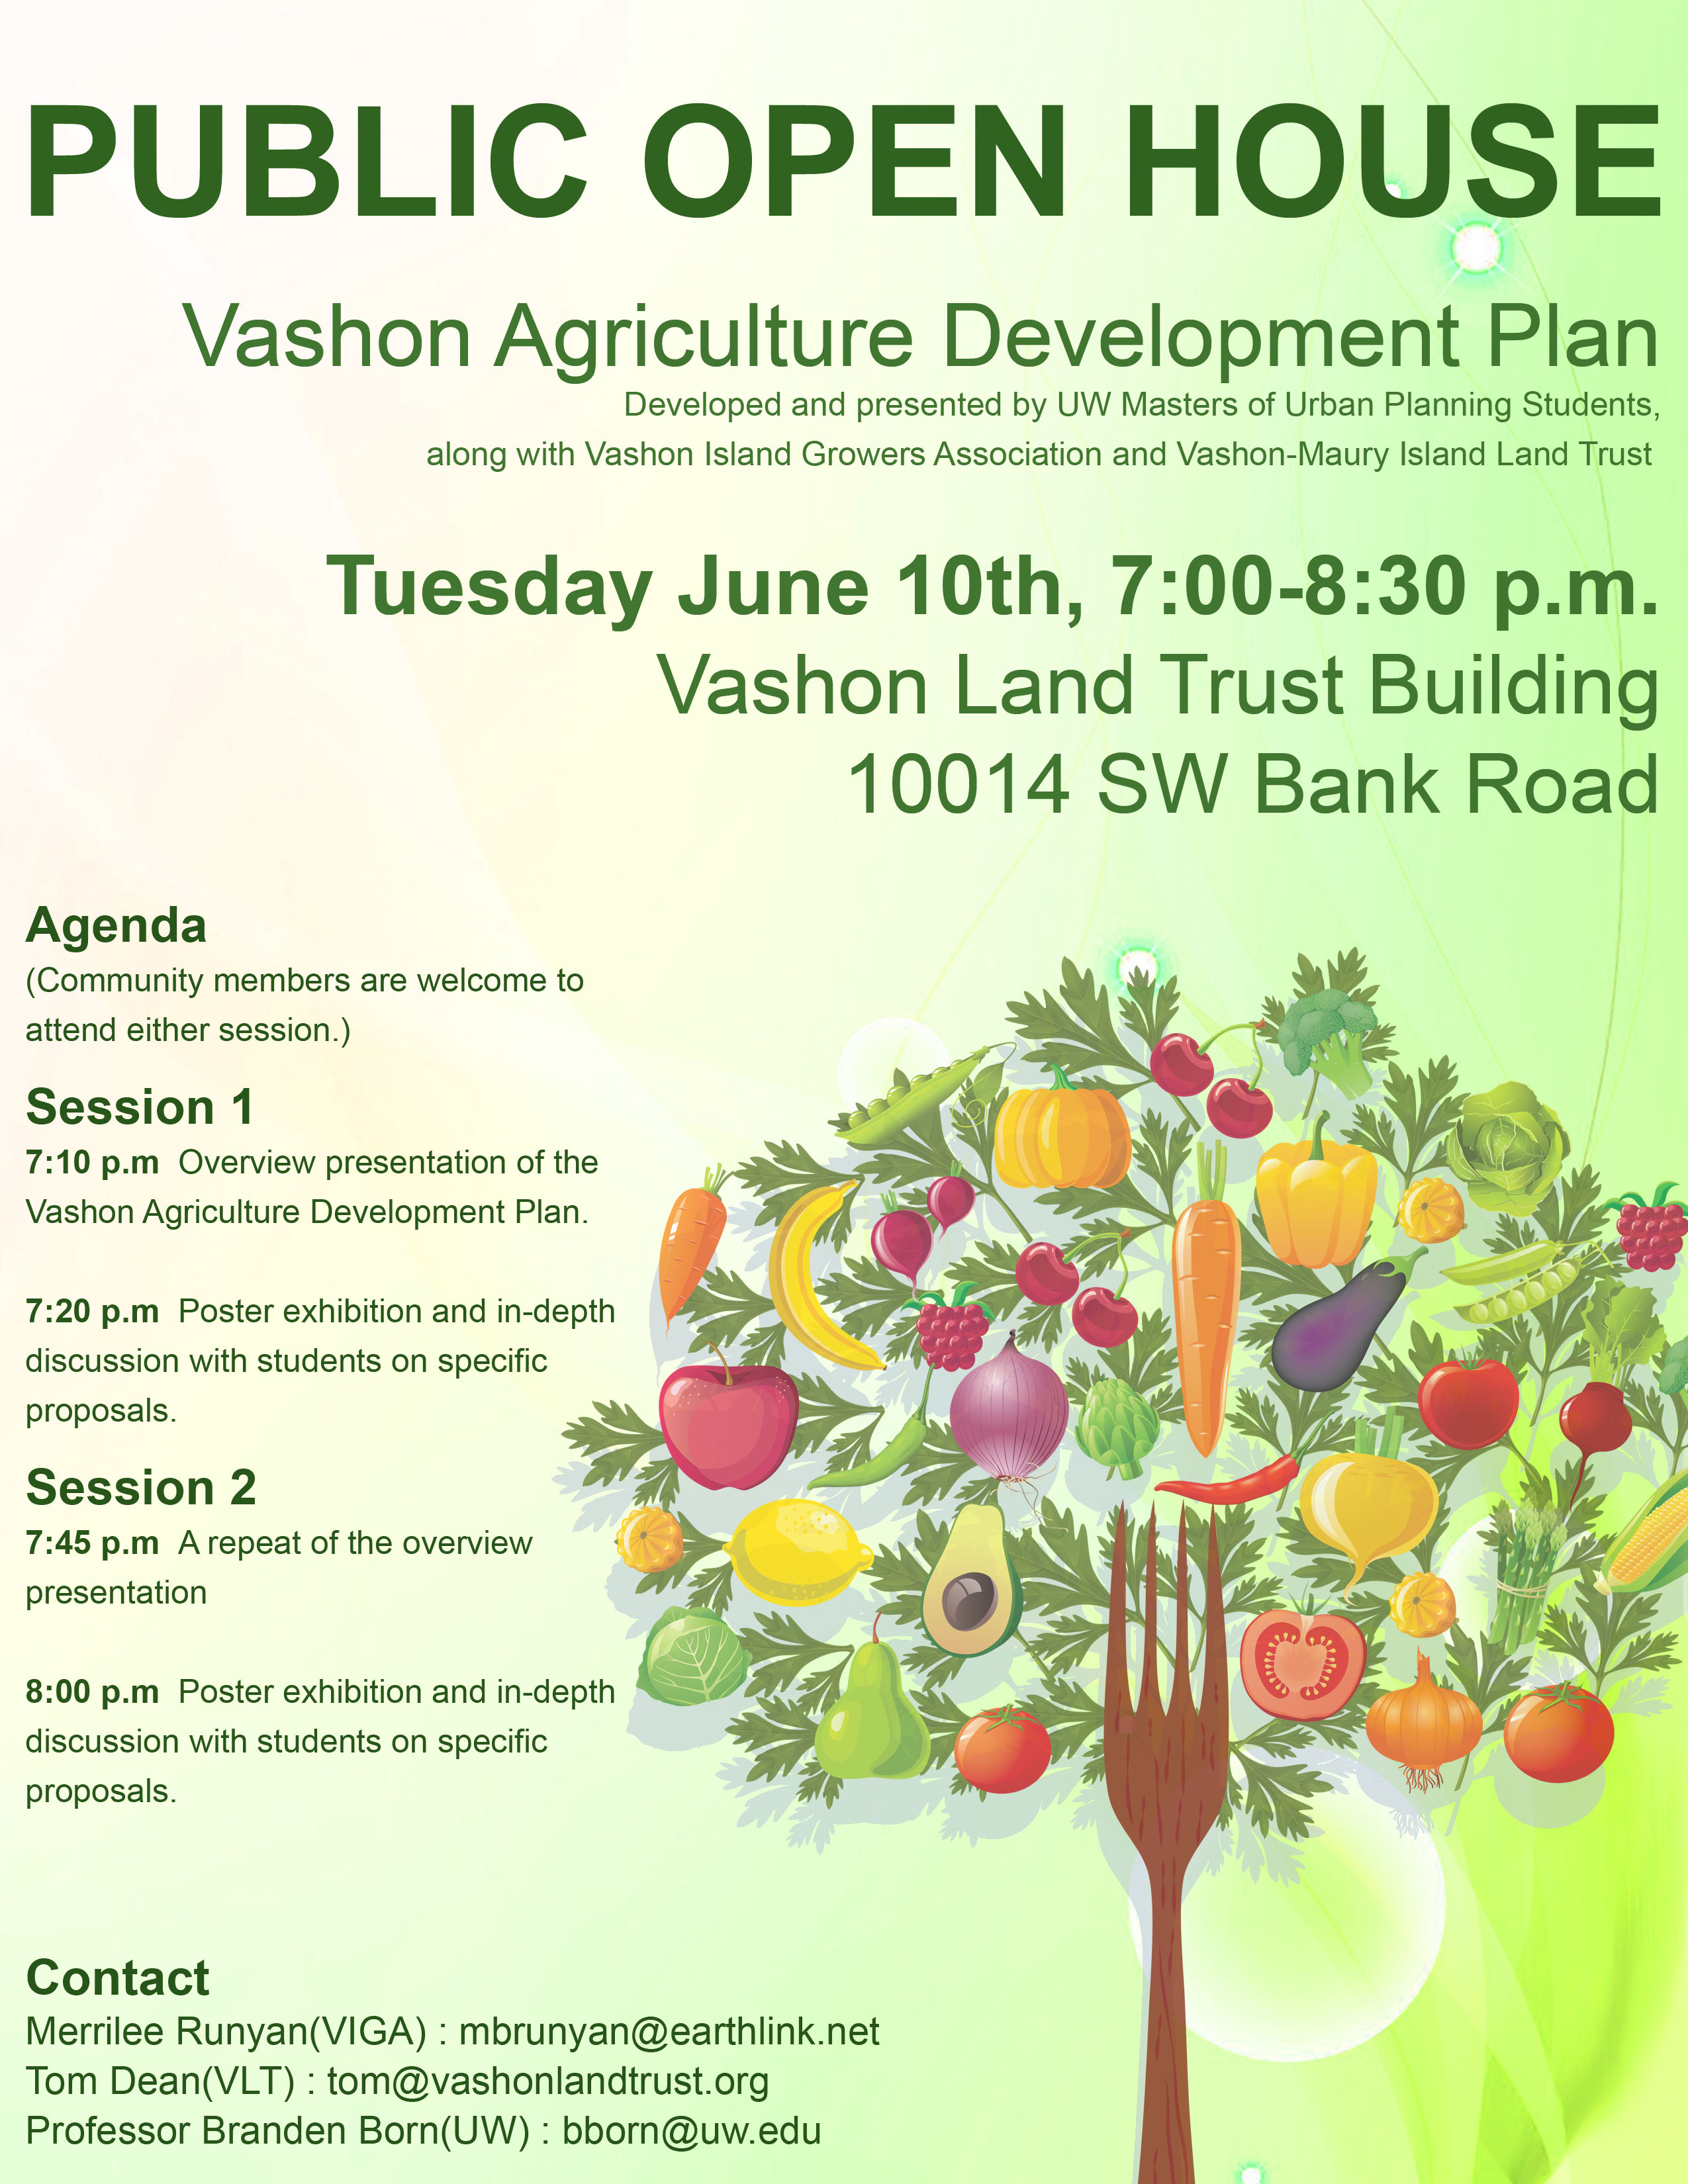 PUBLIC OPEN HOUSE
Vashon Agriculture Development Plan
Developed and presented by UW Masters of Urban Planning Students,
along with Vashon Island Growers Association and Vashon-Maury Island Land Trust
Tuesday June 10th, 7:00-8:30 p.m.
Vashon Land Trust Building
10014 SW Bank Road
Agenda
(Community members are welcome to
attend either session.)
Session 1
7:10 p.m  Overview presentation of the
Vashon Agriculture Development Plan.
7:20 p.m  Poster exhibition and in-depth
discussion with students on specific
proposals.
Session 2
7:45 p.m  A repeat of the overview
presentation
8:00 p.m  Poster exhibition and in-depth
discussion with students on specific
proposals.
Contact
Merrilee Runyan(VIGA) : mbrunyan@earthlink.net
Tom Dean(VLT) : tom@vashonlandtrust.org
Professor Branden Born(UW) : bborn@uw.edu